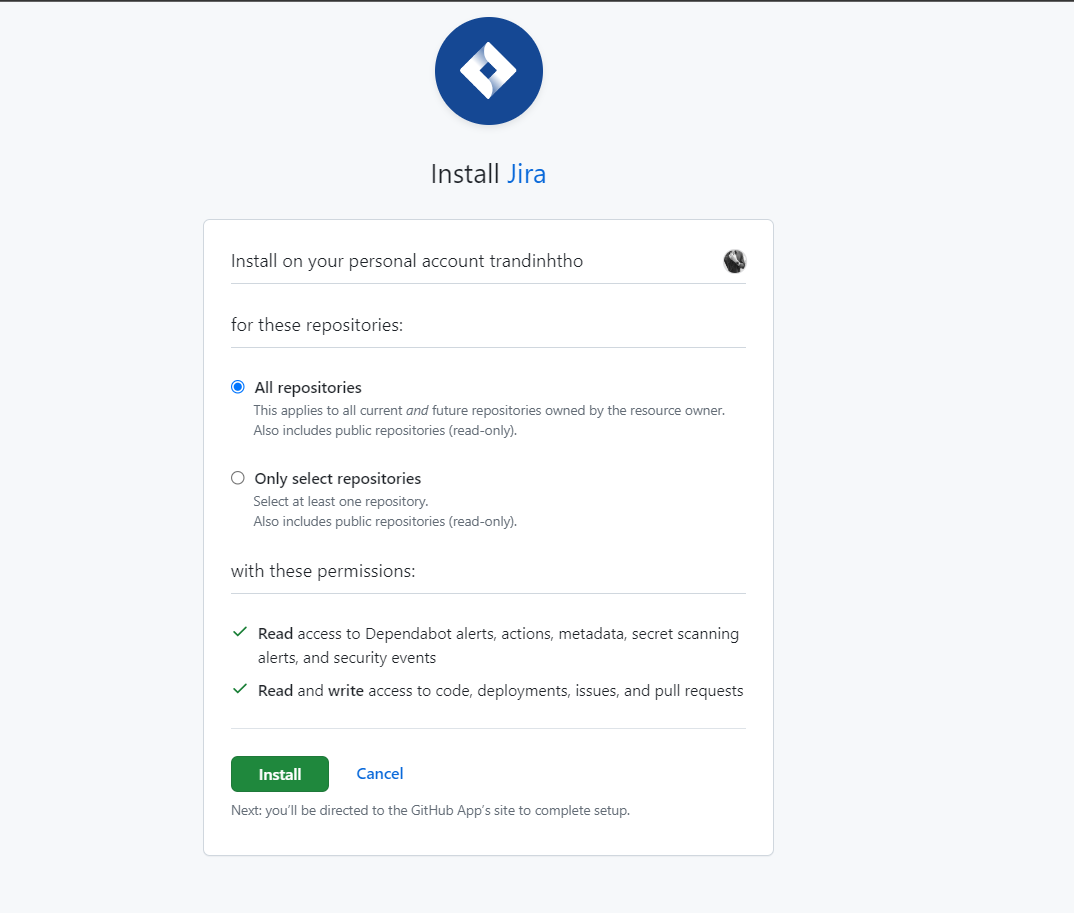 Install Jira
Install on your personal account trandinhtho
for these repositories:
All repositories
This applies to all current and future repositories owned by the resource owner.
Also includes public repositories (read-only).
Only select repositories
Select at least one repository.
Also includes public repositories (read-only).
with these permissions:
Read access to Dependabot alerts, actions, metadata, secret scanning
alerts, and security events
Read and write access to code, deployments, issues, and pull requests
Install Cancel
Next: you'll be directed to the GitHub App's site to complete setup.